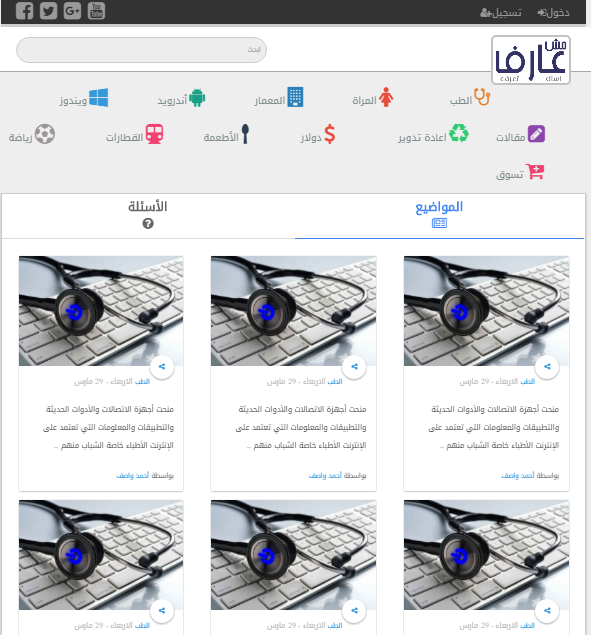 دخول تسجيل
You Tube
مش
عارف
اسأل تعرف
ابحث
الطب المراة المعمار أندرويد ويندوز
مقالات اعادة تدوير دولار الأطعمة القطارات رياضة
تسوق
المواضيع الأسئلة
الطب الاربعاء - 29 مارس
منحت أجهزة الاتصالات والأدوات الحديثة
والتطبيقات والمعلومات التي تعتمد على
الإنترنت الأطباء خاصة الشباب منهم ..
بواسطة أحمد واصف
الطب الاربعاء - 29 مارس
منحت أجهزة الاتصالات والأدوات الحديثة
والتطبيقات والمعلومات التي تعتمد على
الإنترنت الأطباء خاصة الشباب منهم ..
بواسطة أحمد واصف
الطب الاربعاء - 29 مارس
منحت أجهزة الاتصالات والأدوات الحديثة
والتطبيقات والمعلومات التي تعتمد على
الإنترنت الأطباء خاصة الشباب منهم ..
بواسطة أحمد واصف
الطب الاربعاء - 29 مارس
الطب الاربعاء - 29 مارس
الطب الاربعاء - 29 مارس